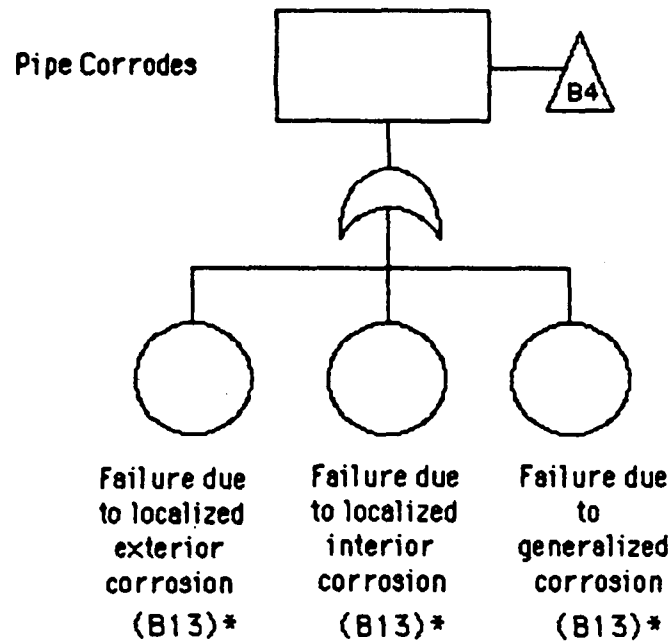 Pipe Corrodes
B4
Failure due
to localized
exterior
corrosion
(B13)*
Failure due
to localized
interior
corrosion
(B13)*
Failure due
to
generalized
corrosion
(B13)*